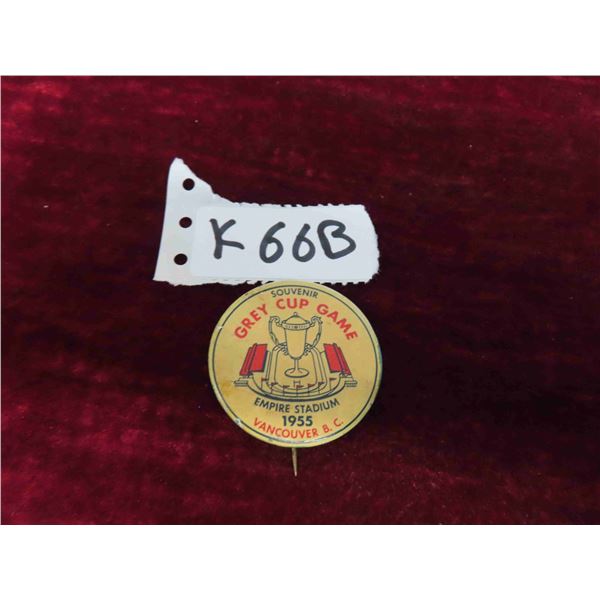 K 66B
SOUVENIR
GREY CUP GAME
EMPIRE STADIUM
1955
VANCOUVER B. C.